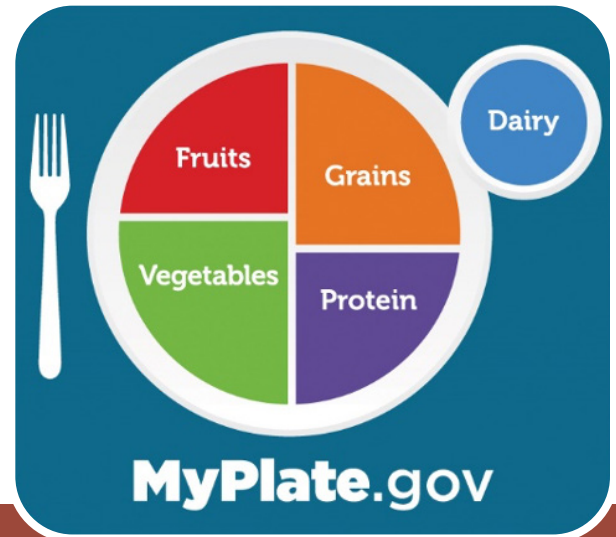 Fruits
Grains
Dairy
Vegetables
Protein
MyPlate.gov